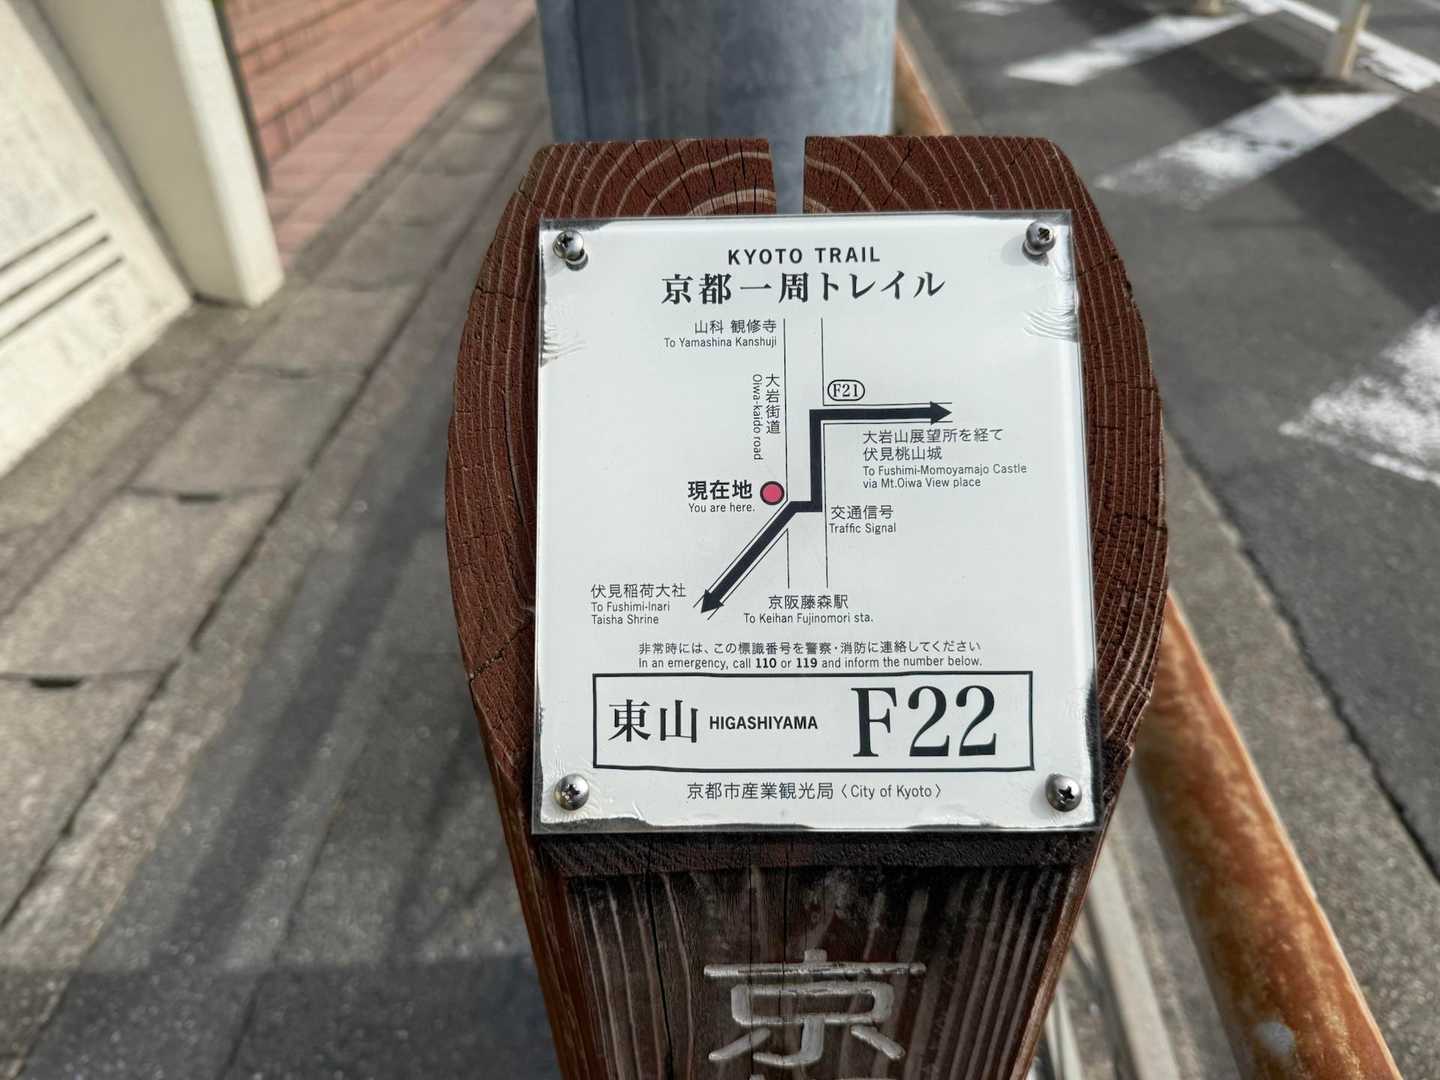 KYOTO TRAIL
京都一周トレイル
山科 観修寺
To Yamashina Kanshuji
大岩街道
Oiwa-kaido road
F21
大岩山展望所を経て
伏見桃山城
To Fushimi-Momoyamajo Castle
via Mt.Oiwa View place
現在地
You are here.
交通信号
Traffic Signal
伏見稲荷大社
To Fushimi-Inari
Taisha Shrine
京阪藤森駅
To Keihan Fujinomori sta.
非常時には、この標識番号を警察・消防に連絡してください
In an emergency, call 110 or 119 and inform the number below.
東山 HIGASHIYAMA F22
京都市産業観光局〈City of Kyoto〉
京